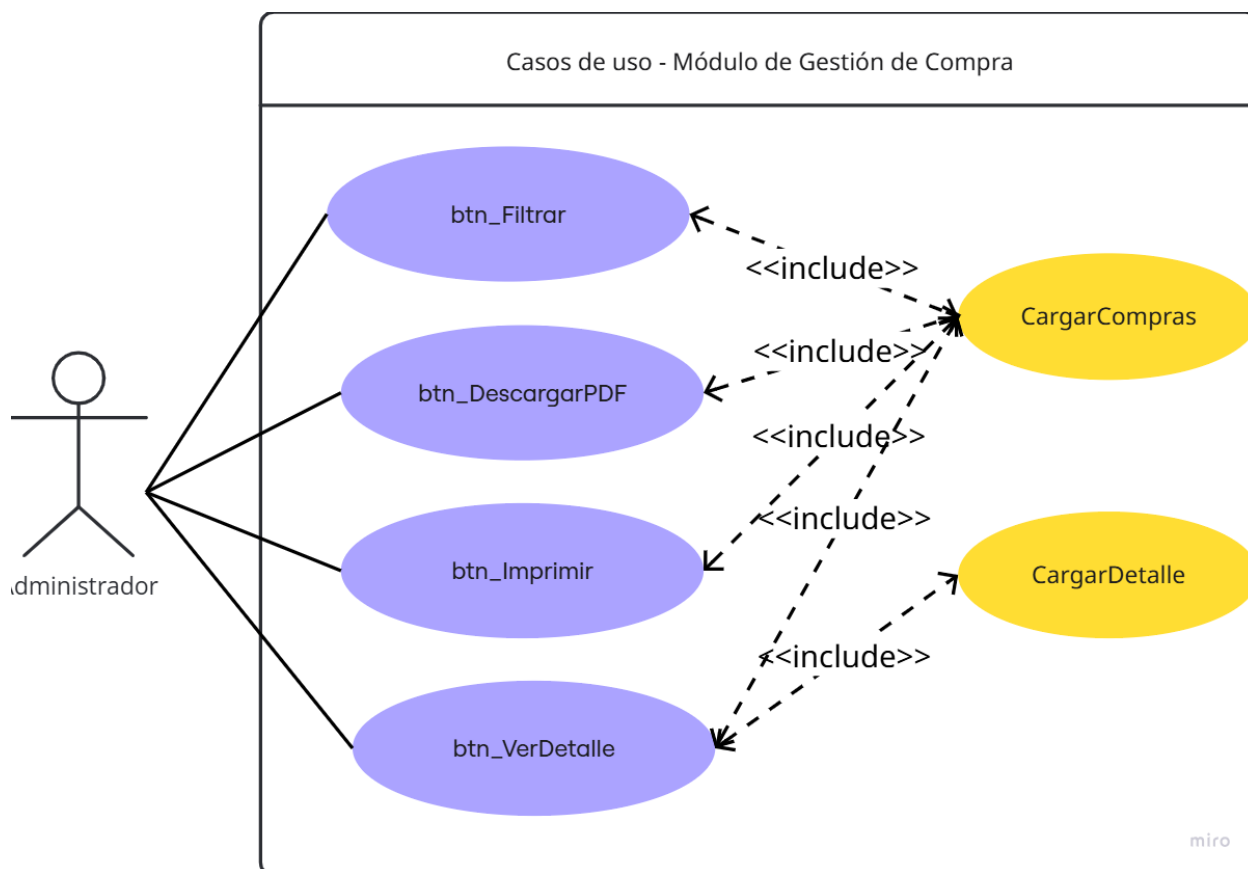 Casos de uso - Módulo de Gestión de Compra
btn_Filtrar
<<include>>
CargarCompras
<<include>>
btn_DescargarPDF
<<include>>
<<include>>
btn_Imprimir
CargarDetalle
dministrador
<<include>>
btn_VerDetalle
miro